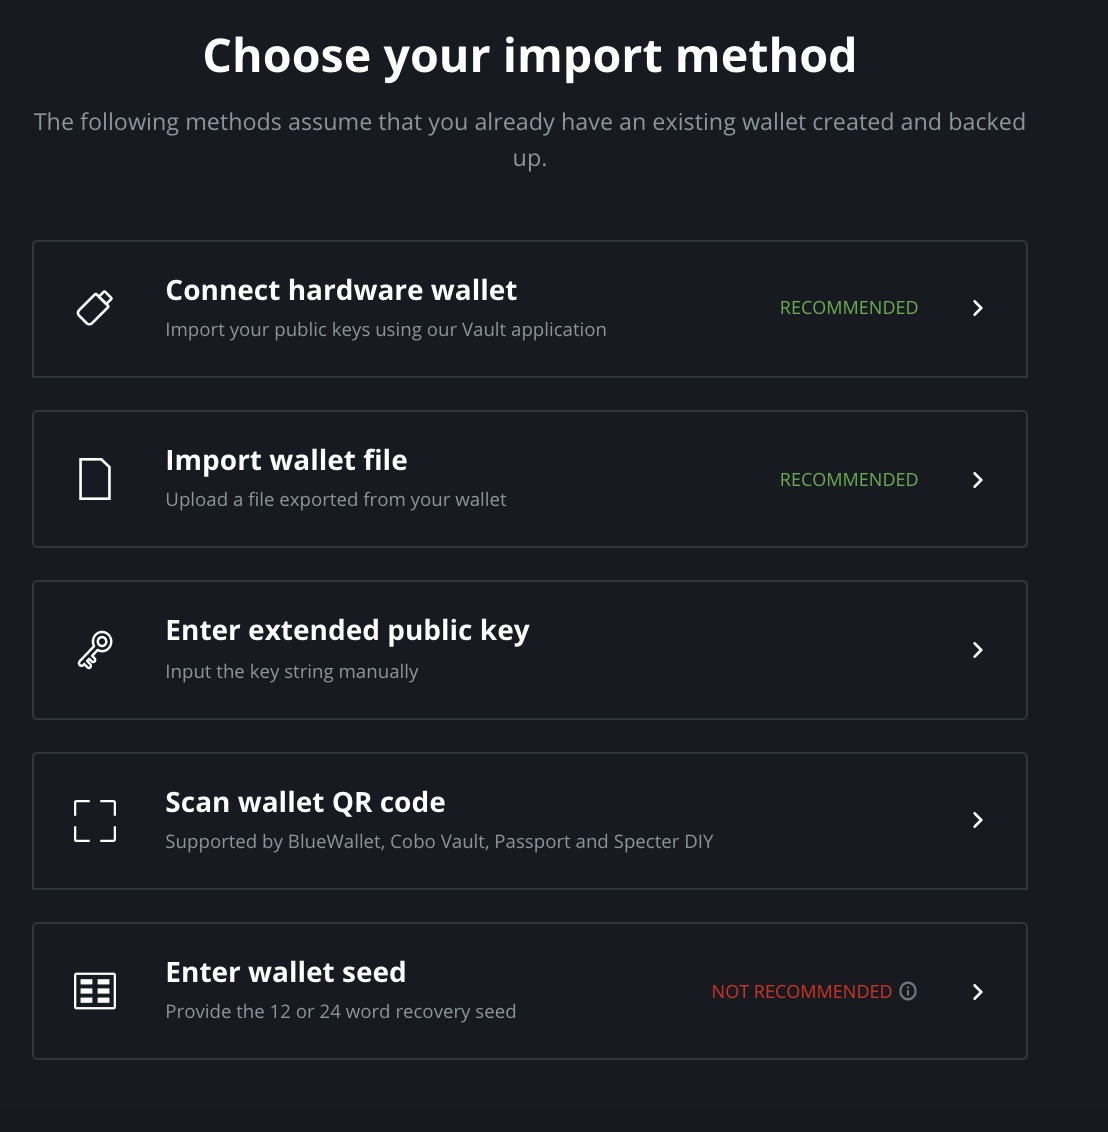 Choose your import method
The following methods assume that you already have an existing wallet created and backed
up.
Connect hardware wallet
Import your public keys using our Vault application
RECOMMENDED
Import wallet file
Upload a file exported from your wallet
RECOMMENDED
Enter extended public key
Input the key string manually
Scan wallet QR code
Supported by BlueWallet, Cobo Vault, Passport and Specter DIY
Enter wallet seed
Provide the 12 or 24 word recovery seed
NOT RECOMMENDED